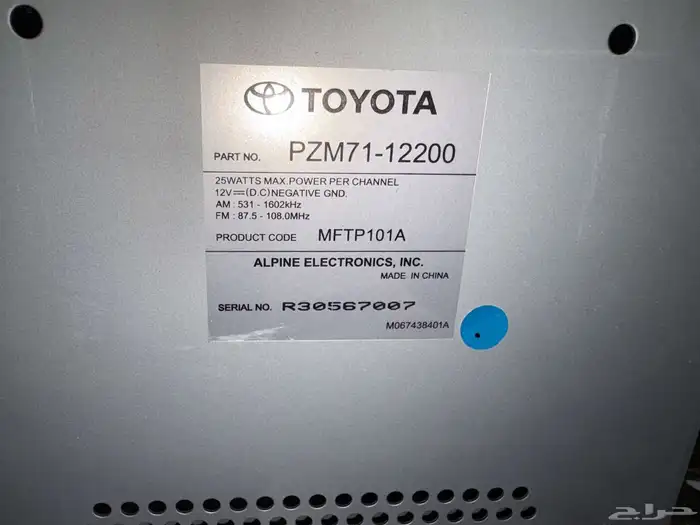 TOYOTA
PART NO. PZM71-12200
25WATTS MAX.POWER PER CHANNEL
12V⎓(D.C)NEGATIVE GND.
AM : 531 - 1602kHz
FM : 87.5 - 108.0MHz
PRODUCT CODE MFTP101A
ALPINE ELECTRONICS, INC.
MADE IN CHINA
SERIAL NO. R30567007
M067438401A
حراج